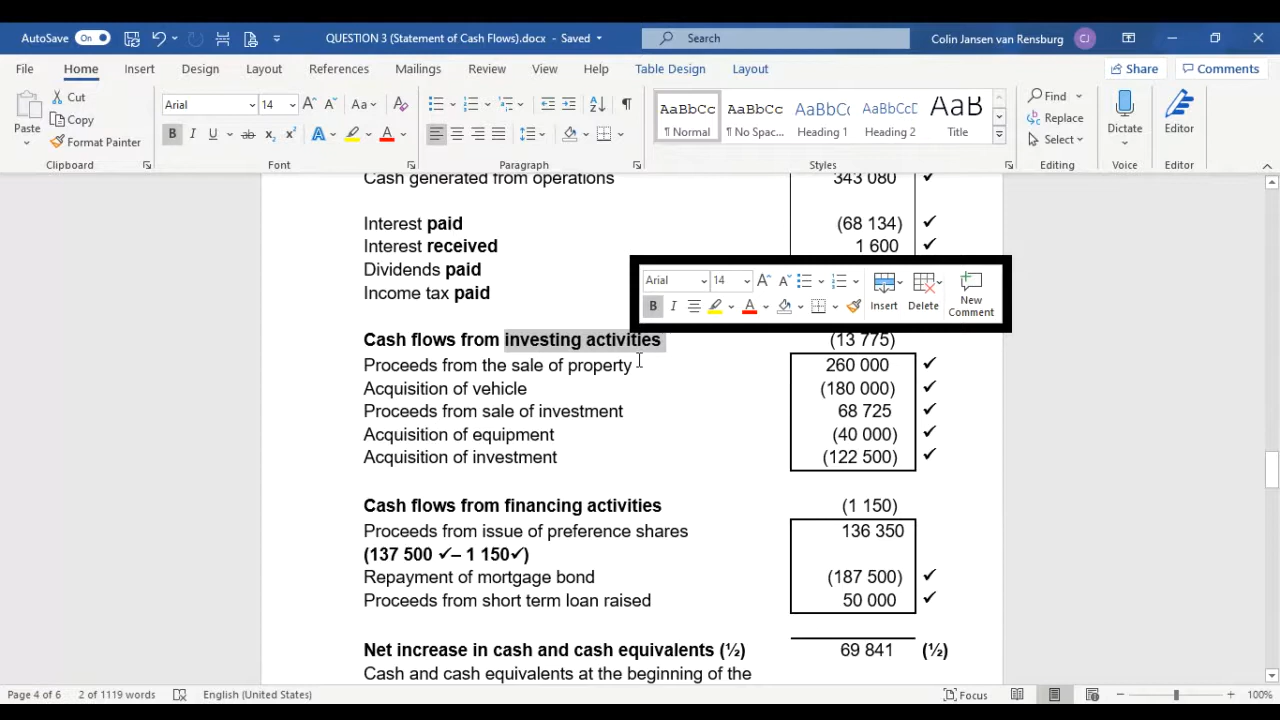 AutoSave On QUESTION 3 (Statement of Cash Flows).docx - Saved Search Colin Jansen van Rensburg CJ
File Home Insert Design Layout References Mailings Review View Help Table Design Layout Share Comments
Paste Cut Copy Format Painter
Arial 14 Aa
B I U ab x₂ x² A A
AaBbCc AaBbCc AaBbC( AaBbCcD AaB
¶ Normal ¶ No Spac... Heading 1 Heading 2 Title
Find Replace Select
Dictate Editor
Clipboard Font Paragraph Styles Editing Voice Editor
Cash generated from operations 343 080 ✓
Interest paid (68 134) ✓
Interest received 1 600 ✓
Dividends paid
Income tax paid
Arial 14 A A
B I A Insert Delete New Comment
Cash flows from investing activities (13 775)
Proceeds from the sale of property 260 000 ✓
Acquisition of vehicle (180 000) ✓
Proceeds from sale of investment 68 725 ✓
Acquisition of equipment (40 000) ✓
Acquisition of investment (122 500) ✓
Cash flows from financing activities (1 150)
Proceeds from issue of preference shares 136 350
(137 500 ✓– 1 150✓)
Repayment of mortgage bond (187 500) ✓
Proceeds from short term loan raised 50 000 ✓
Net increase in cash and cash equivalents (½) 69 841 (½)
Cash and cash equivalents at the beginning of the
Page 4 of 6 2 of 1119 words English (United States) Focus 100%